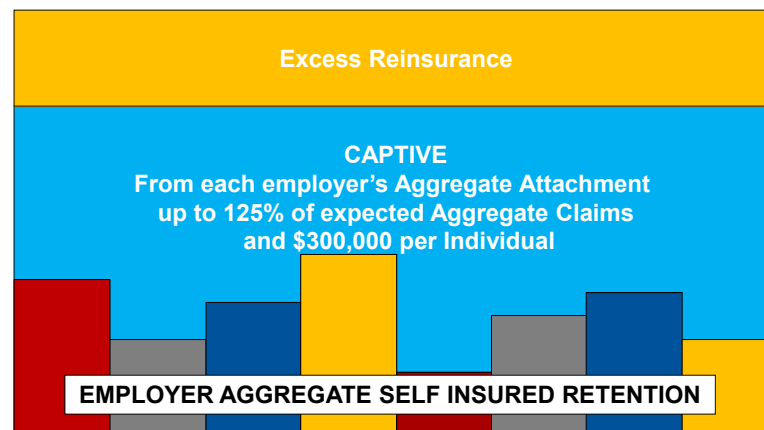 Excess Reinsurance
CAPTIVE
From each employer’s Aggregate Attachment
up to 125% of expected Aggregate Claims
and $300,000 per Individual
EMPLOYER AGGREGATE SELF INSURED RETENTION